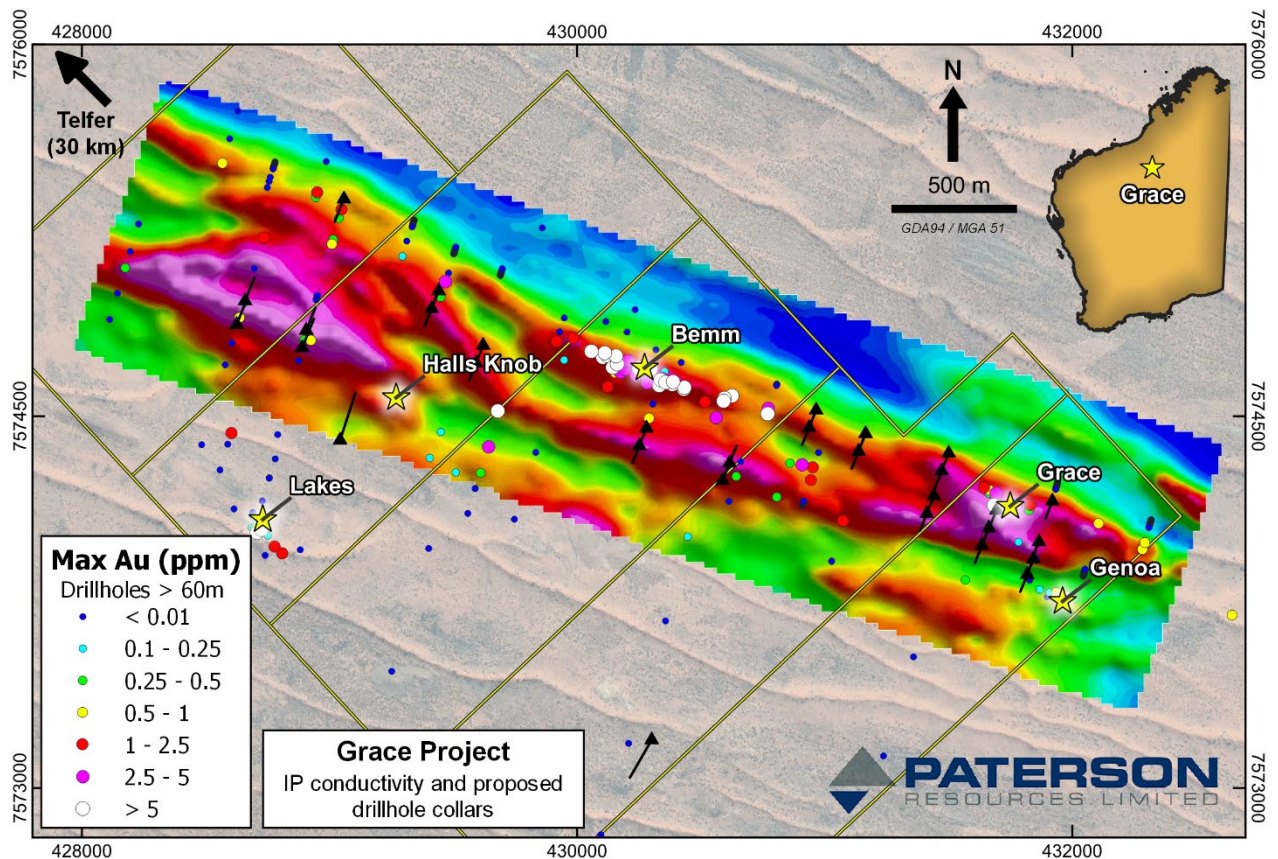 428000
430000
432000
7576000
7576000
Telfer
(30 km)
N
500 m
GDA94 / MGA 51
Grace
Bemm
Halls Knob
7574500
7574500
Grace
Lakes
Genoa
Max Au (ppm)
Drillholes > 60m
< 0.01
0.1 - 0.25
0.25 - 0.5
0.5 - 1
1 - 2.5
2.5 - 5
> 5
Grace Project
IP conductivity and proposed
drillhole collars
PATERSON
RESOURCES LIMITED
7573000
7573000
428000
430000
432000